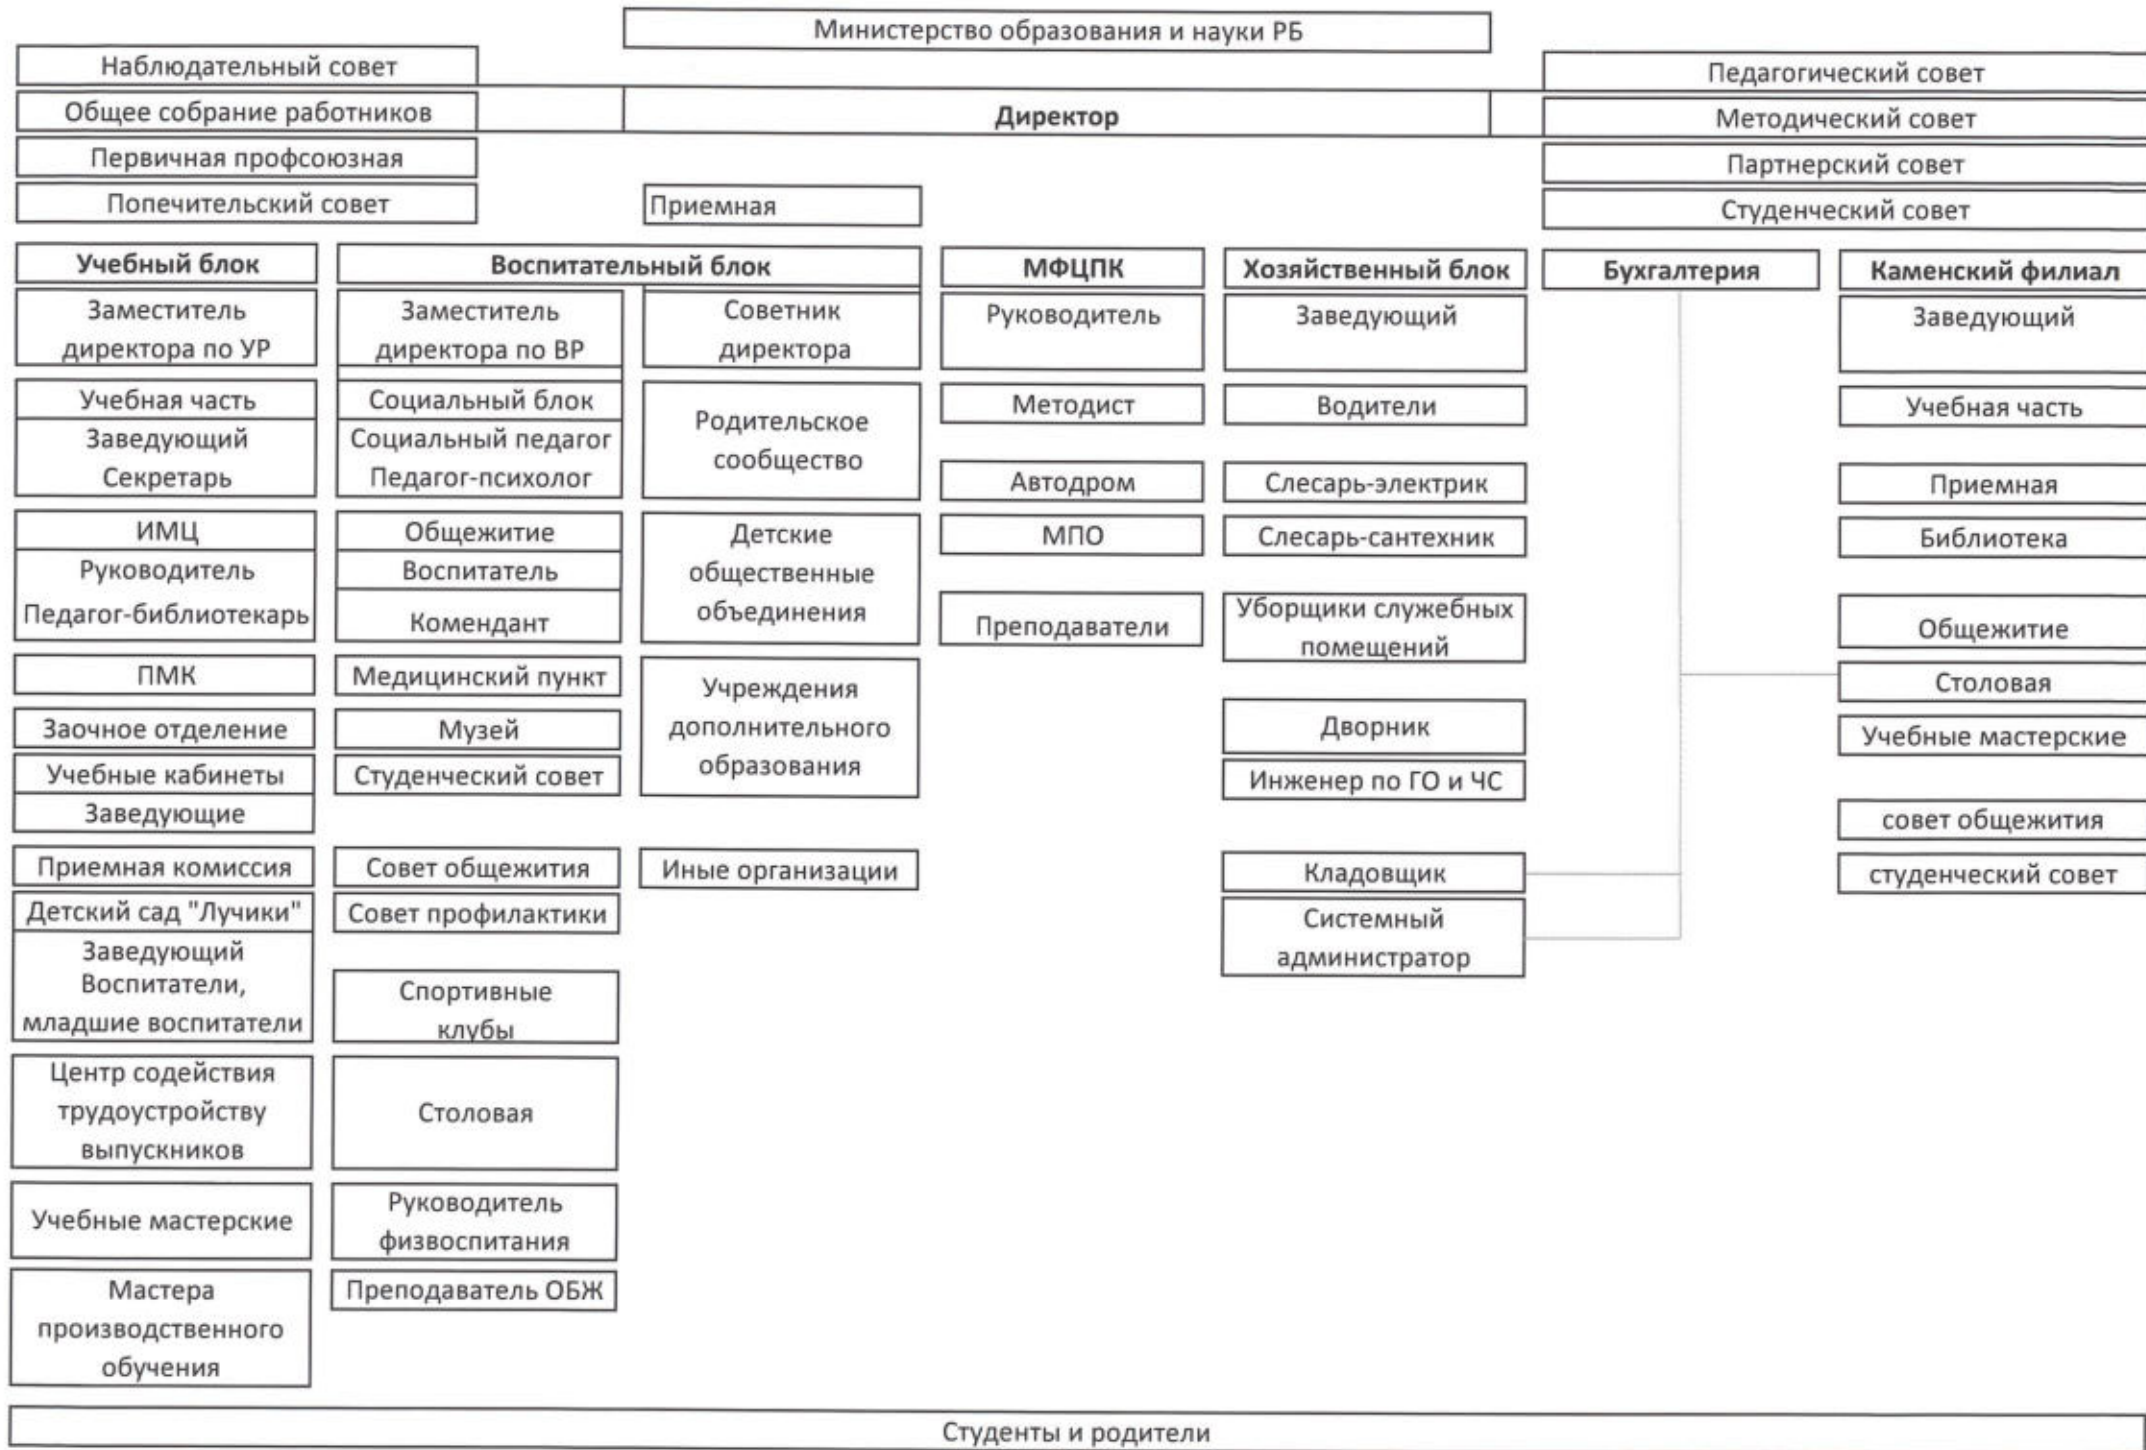 Министерство образования и науки РБ
Наблюдательный совет
Педагогический совет
Общее собрание работников
Директор
Методический совет
Первичная профсоюзная
Партнерский совет
Попечительский совет
Приемная
Студенческий совет
Учебный блок
Заместитель
директора по УР
Учебная часть
Заведующий
Секретарь
ИМЦ
Руководитель
Педагог-библиотекарь
ПМК
Заочное отделение
Учебные кабинеты
Заведующие
Приемная комиссия
Детский сад "Лучики"
Заведующий
Воспитатели,
младшие воспитатели
Центр содействия
трудоустройству
выпускников
Учебные мастерские
Мастера
производственного
обучения
Воспитательный блок
Заместитель
директора по ВР
Социальный блок
Социальный педагог
Педагог-психолог
Общежитие
Воспитатель
Комендант
Медицинский пункт
Музей
Студенческий совет
Совет общежития
Совет профилактики
Спортивные
клубы
Столовая
Руководитель
физвоспитания
Преподаватель ОБЖ
Советник
директора
Родительское
сообщество
Детские
общественные
объединения
Учреждения
дополнительного
образования
Иные организации
МФЦПК
Руководитель
Методист
Автодром
МПО
Преподаватели
Хозяйственный блок
Заведующий
Водители
Слесарь-электрик
Слесарь-сантехник
Уборщики служебных
помещений
Дворник
Инженер по ГО и ЧС
Кладовщик
Системный
администратор
Бухгалтерия
Каменский филиал
Заведующий
Учебная часть
Приемная
Библиотека
Общежитие
Столовая
Учебные мастерские
совет общежития
студенческий совет
Студенты и родители